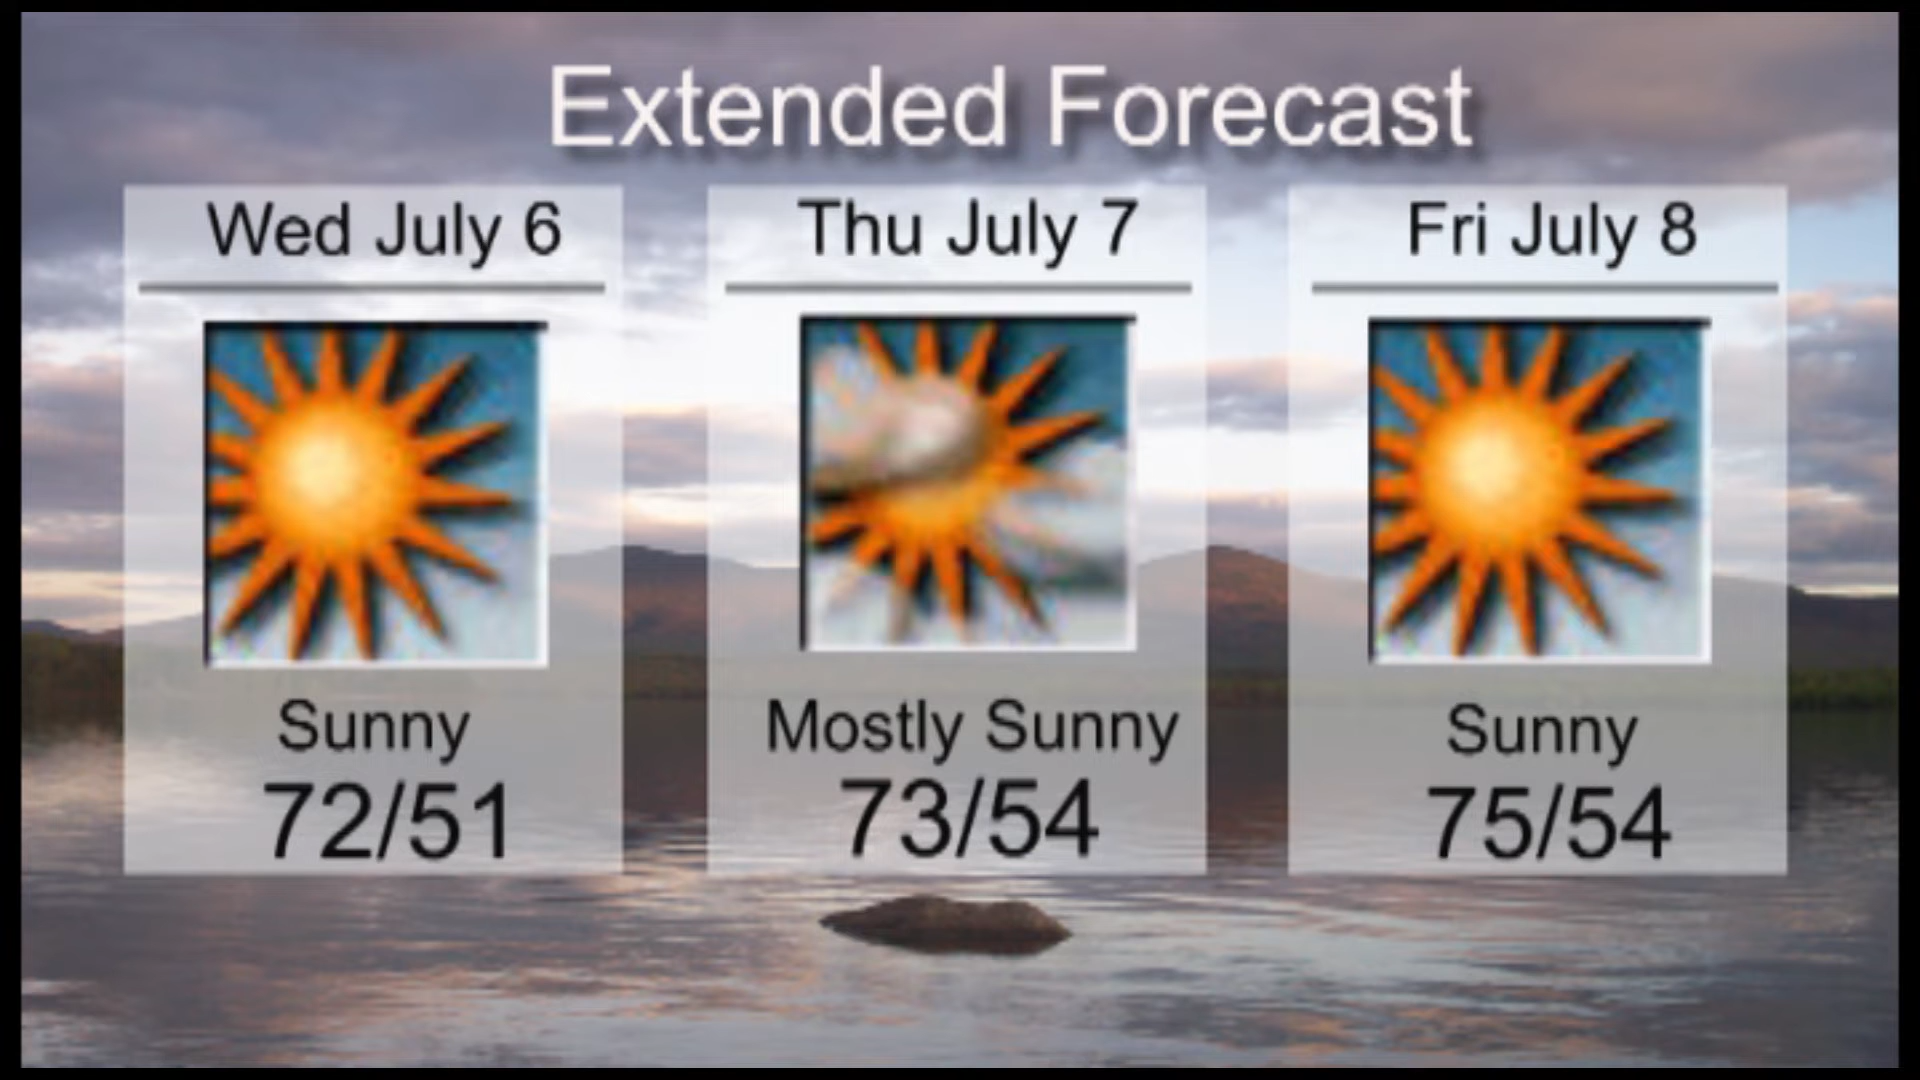 Extended Forecast
Wed July 6
Sunny
72/51
Thu July 7
Mostly Sunny
73/54
Fri July 8
Sunny
75/54